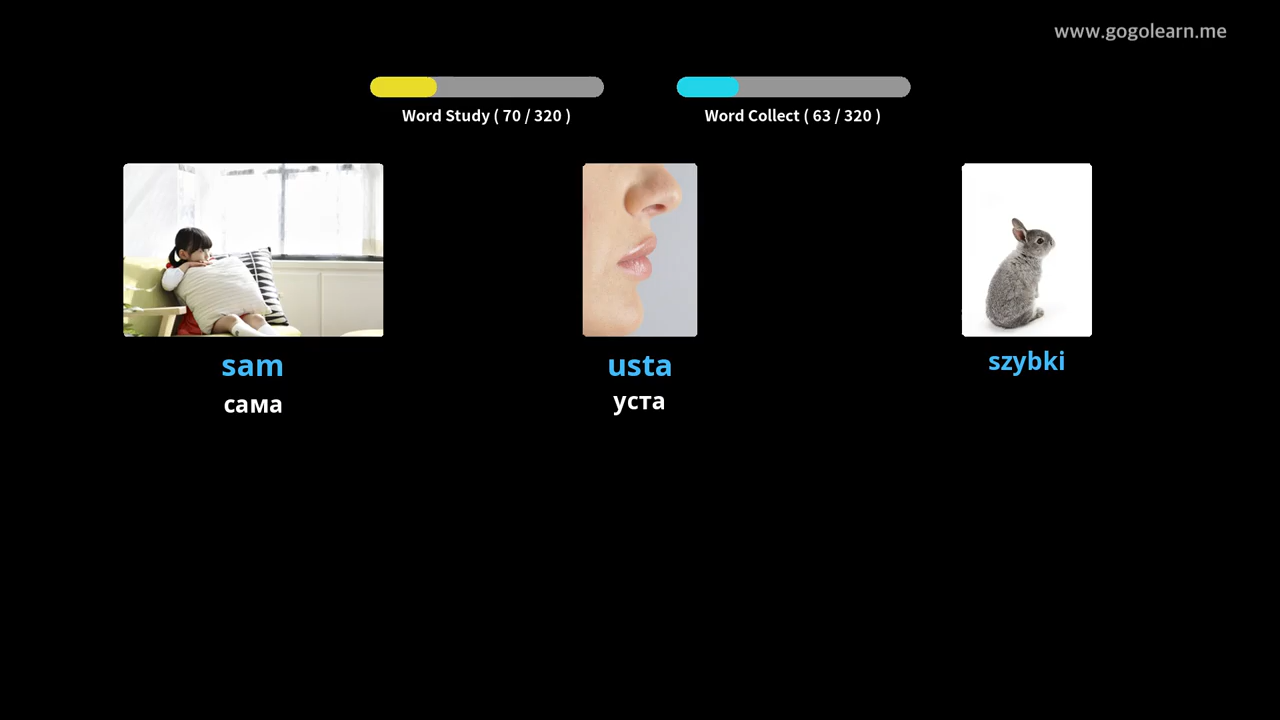 www.gogolearn.me
Word Study ( 70 / 320 )
Word Collect ( 63 / 320 )
sam
сама
usta
уста
szybki